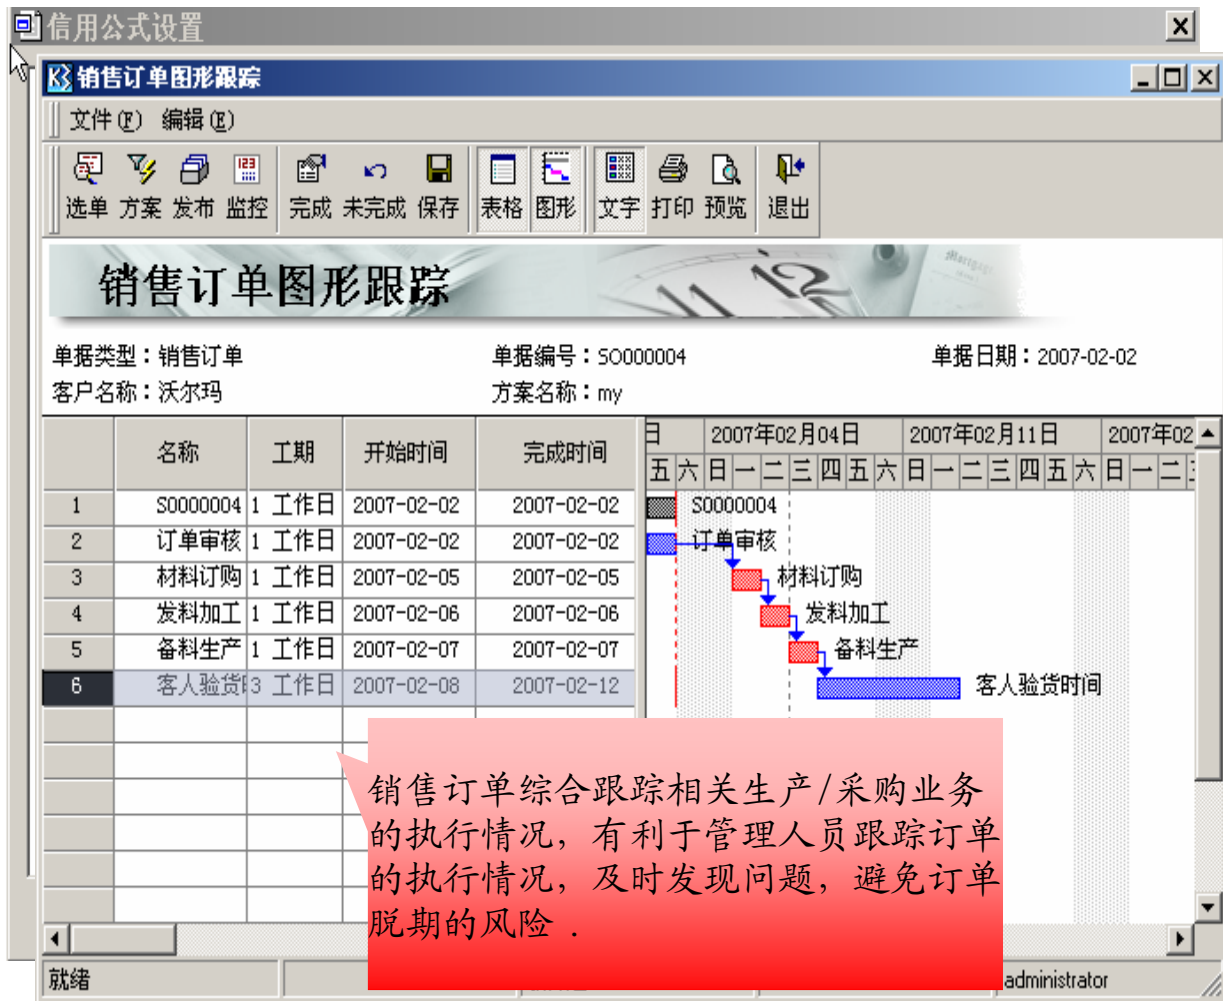 信用公式设置
销售订单图形跟踪
文件(F) 编辑(E)
选单 方案 发布 监控 完成 未完成 保存 表格 图形 文字 打印 预览 退出
销售订单图形跟踪
单据类型：销售订单 单据编号：SO000004 单据日期：2007-02-02
客户名称：沃尔玛 方案名称：my
名称 工期 开始时间 完成时间
日 2007年02月04日 2007年02月11日 2007年02
五 六 日 一 二 三 四 五 六 日 一 二 三 四 五 六 日 一 二
1 SO000004 1 工作日 2007-02-02 2007-02-02 SO000004
2 订单审核 1 工作日 2007-02-02 2007-02-02 订单审核
3 材料订购 1 工作日 2007-02-05 2007-02-05 材料订购
4 发料加工 1 工作日 2007-02-06 2007-02-06 发料加工
5 备料生产 1 工作日 2007-02-07 2007-02-07 备料生产
6 客人验货 3 工作日 2007-02-08 2007-02-12 客人验货时间
销售订单综合跟踪相关生产/采购业务
的执行情况，有利于管理人员跟踪订单
的执行情况，及时发现问题，避免订单
脱期的风险．
就绪 administrator